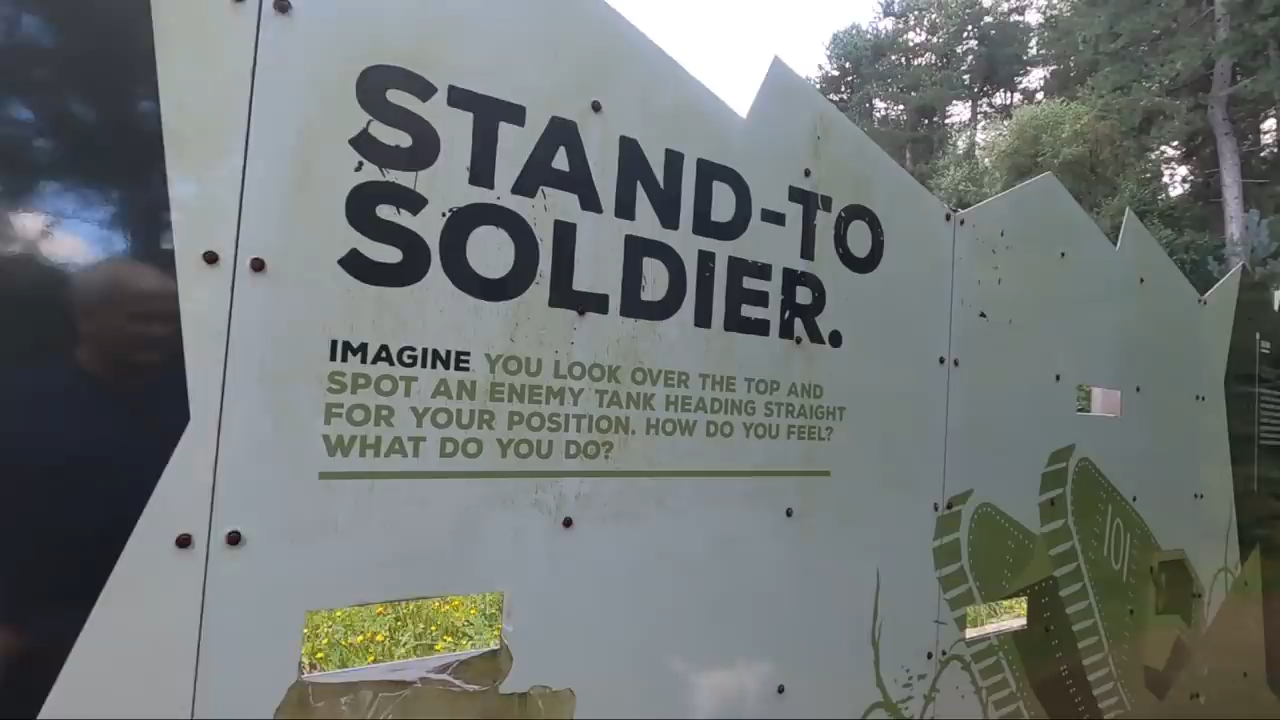 STAND-TO
SOLDIER.
IMAGINE YOU LOOK OVER THE TOP AND
SPOT AN ENEMY TANK HEADING STRAIGHT
FOR YOUR POSITION. HOW DO YOU FEEL?
WHAT DO YOU DO?
101